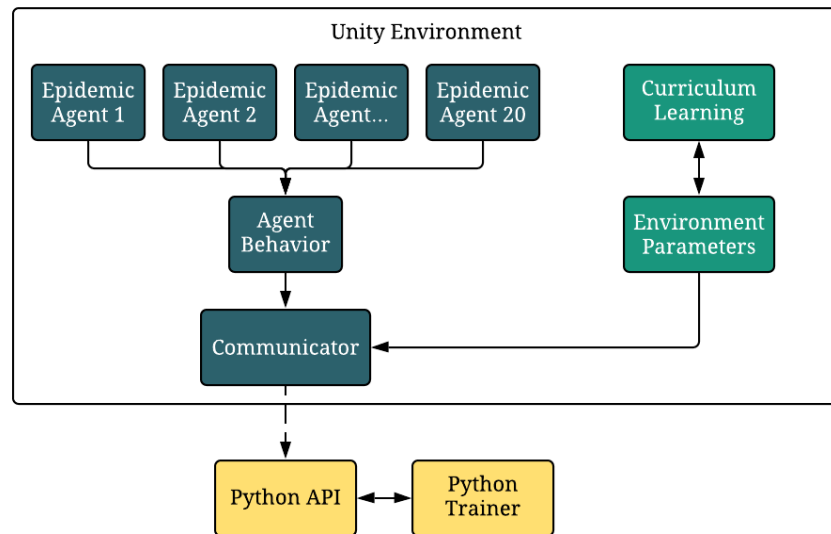 Unity Environment
Epidemic
Agent 1
Epidemic
Agent 2
Epidemic
Agent...
Epidemic
Agent 20
Curriculum
Learning
Agent
Behavior
Environment
Parameters
Communicator
Python API
Python
Trainer